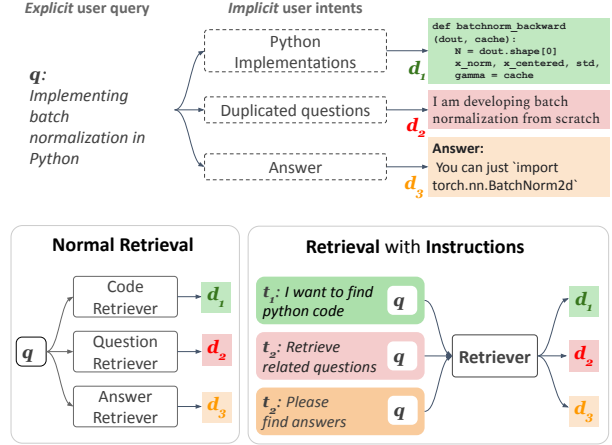 Explicit user query
Implicit user intents
q:
Implementing
batch
normalization in
Python
Python
Implementations
d1
def batchnorm_backward
(dout, cache):
N = dout.shape[0]
x_norm, x_centered, std,
gamma = cache
Duplicated questions
d2
I am developing batch
normalization from scratch
Answer
d3
Answer:
You can just `import
torch.nn.BatchNorm2d`
Normal Retrieval
q
Code
Retriever
d1
Question
Retriever
d2
Answer
Retriever
d3
Retrieval with Instructions
t1: I want to find
python code
q
t2: Retrieve
related questions
q
t2: Please
find answers
q
Retriever
d1
d2
d3